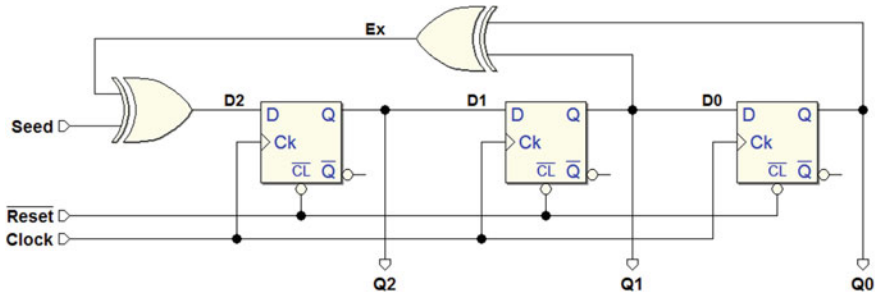 Ex
D2
D1
D0
D Q
D Q
D Q
Seed
Ck
Ck
Ck
CL Q
CL Q
CL Q
Reset
Clock
Q2
Q1
Q0